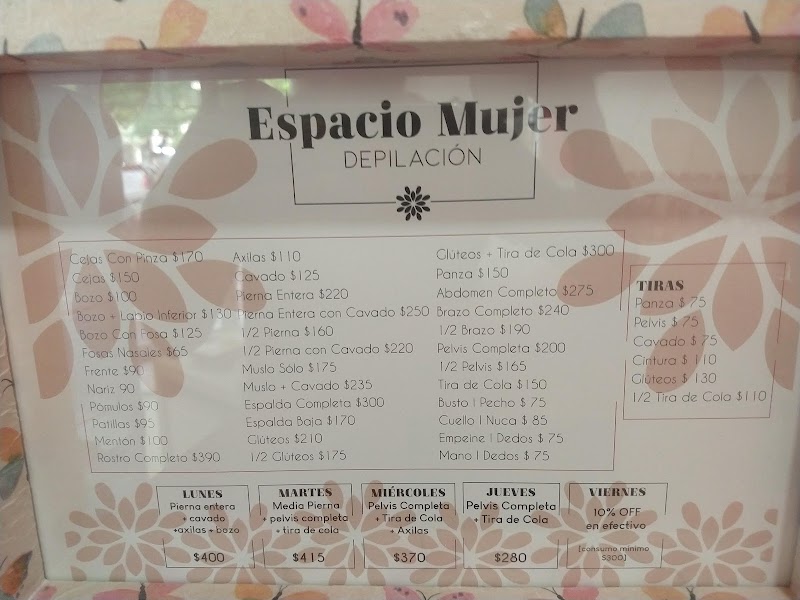 Espacio Mujer
DEPILACIÓN
Cejas Con Pinza $170
Cejas $150
Bozo $100
Bozo + Labio Inferior $130
Bozo Con Fosa $125
Fosas Nasales $65
Frente $90
Nariz 90
Pómulos $90
Patillas $95
Mentón $100
Rostro Completo $390
Axilas $110
Cavado $125
Pierna Entera $220
Pierna Entera con Cavado $250
1/2 Pierna $160
1/2 Pierna con Cavado $220
Muslo Sólo $175
Muslo + Cavado $235
Espalda Completa $300
Espalda Baja $170
Glúteos $210
1/2 Glúteos $175
Glúteos + Tira de Cola $300
Panza $150
Abdomen Completo $275
Brazo Completo $240
1/2 Brazo $190
Pelvis Completa $200
1/2 Pelvis $165
Tira de Cola $150
Busto | Pecho $ 75
Cuello | Nuca $ 85
Empeine | Dedos $ 75
Mano | Dedos $ 75
TIRAS
Panza $ 75
Pelvis $ 75
Cavado $ 75
Cintura $ 110
Glúteos $ 130
1/2 Tira de Cola $110
LUNES
Pierna entera
+ cavado
+axilas + bozo
$400
MARTES
Media Pierna
+ pelvis completa
+ tira de cola
$415
MIÉRCOLES
Pelvis Completa
+ Tira de Cola
+ Axilas
$370
JUEVES
Pelvis Completa
+ Tira de Cola
$280
VIERNES
10% OFF
en efectivo
[consumo mínimo
$300]